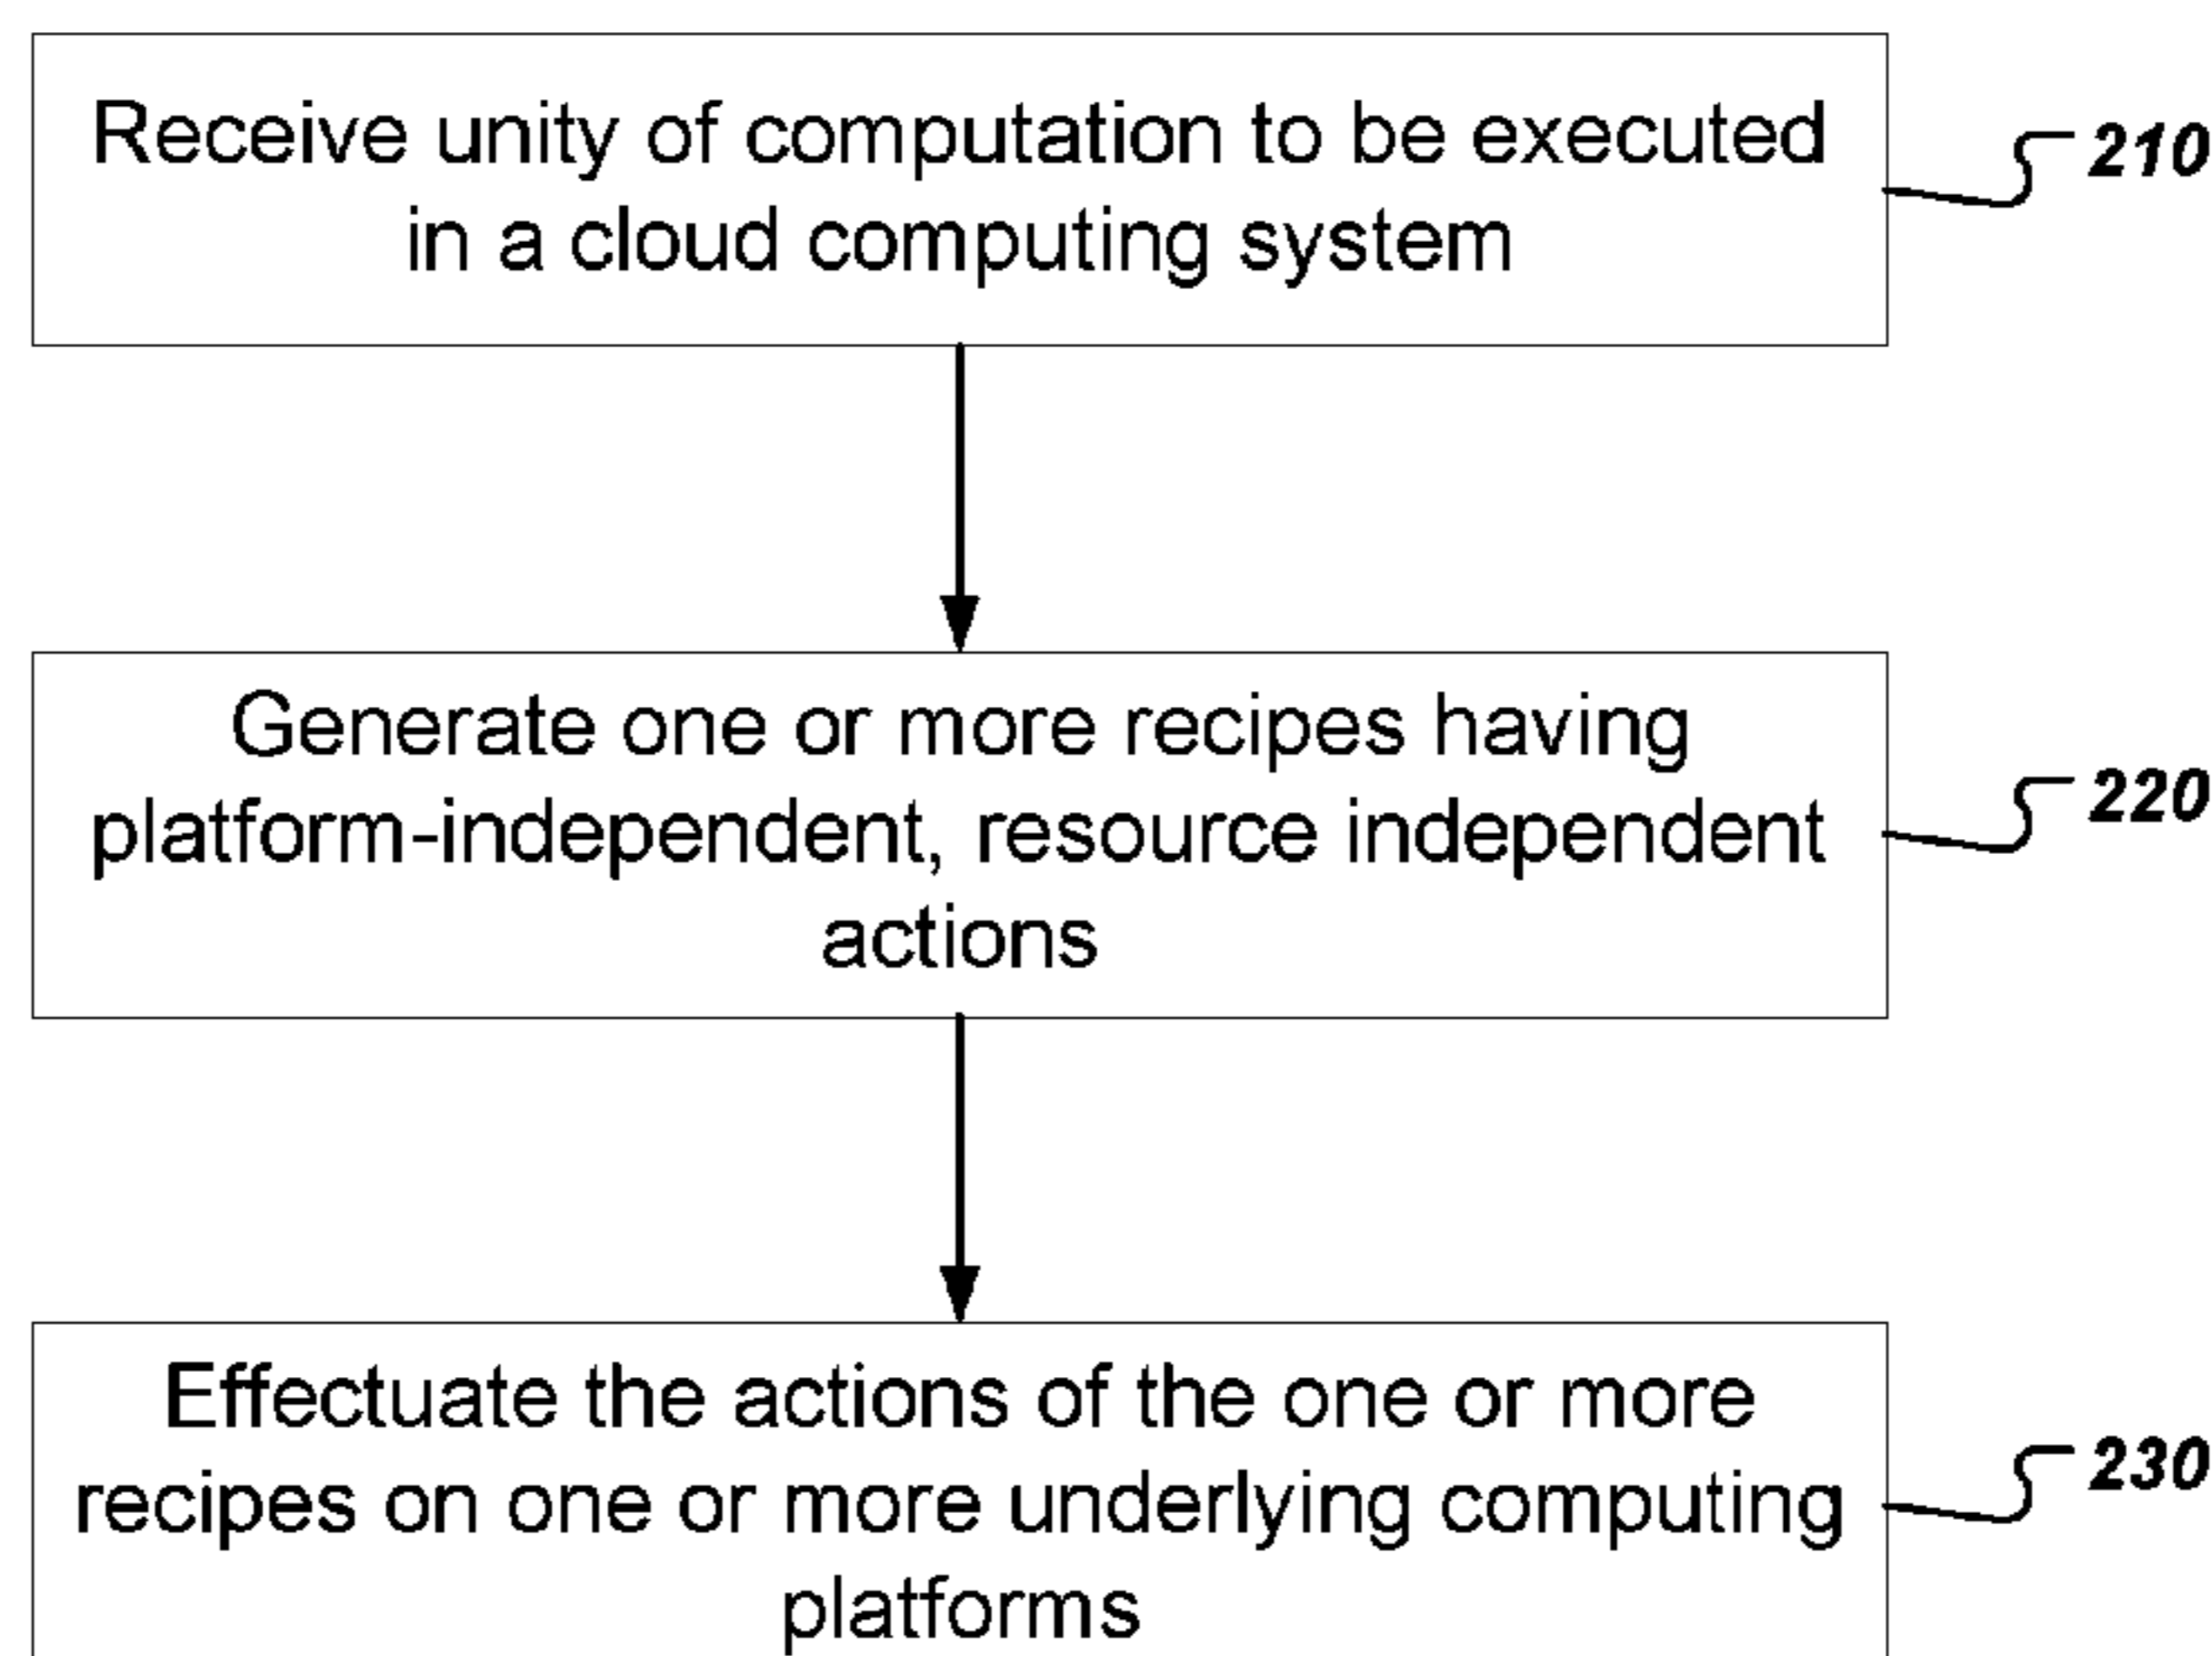 Receive unity of computation to be executed
in a cloud computing system
210
Generate one or more recipes having
platform-independent, resource independent
actions
220
Effectuate the actions of the one or more
recipes on one or more underlying computing
platforms
230